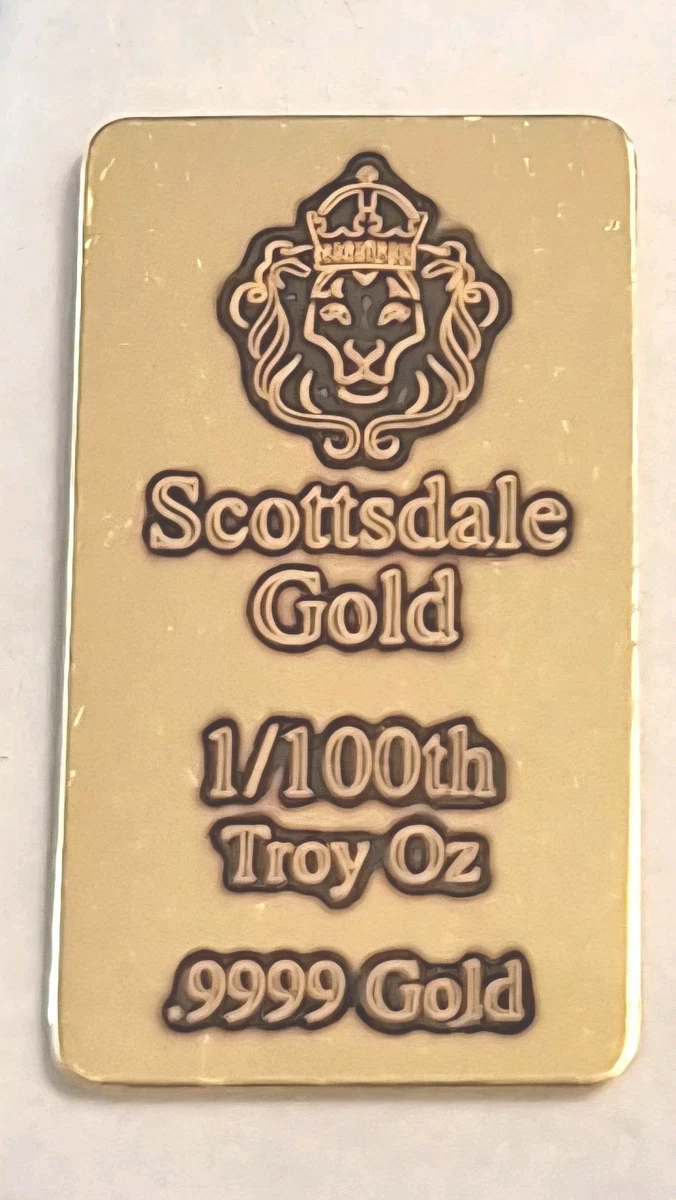 Scottsdale
Gold
1/100th
Troy Oz
.9999 Gold